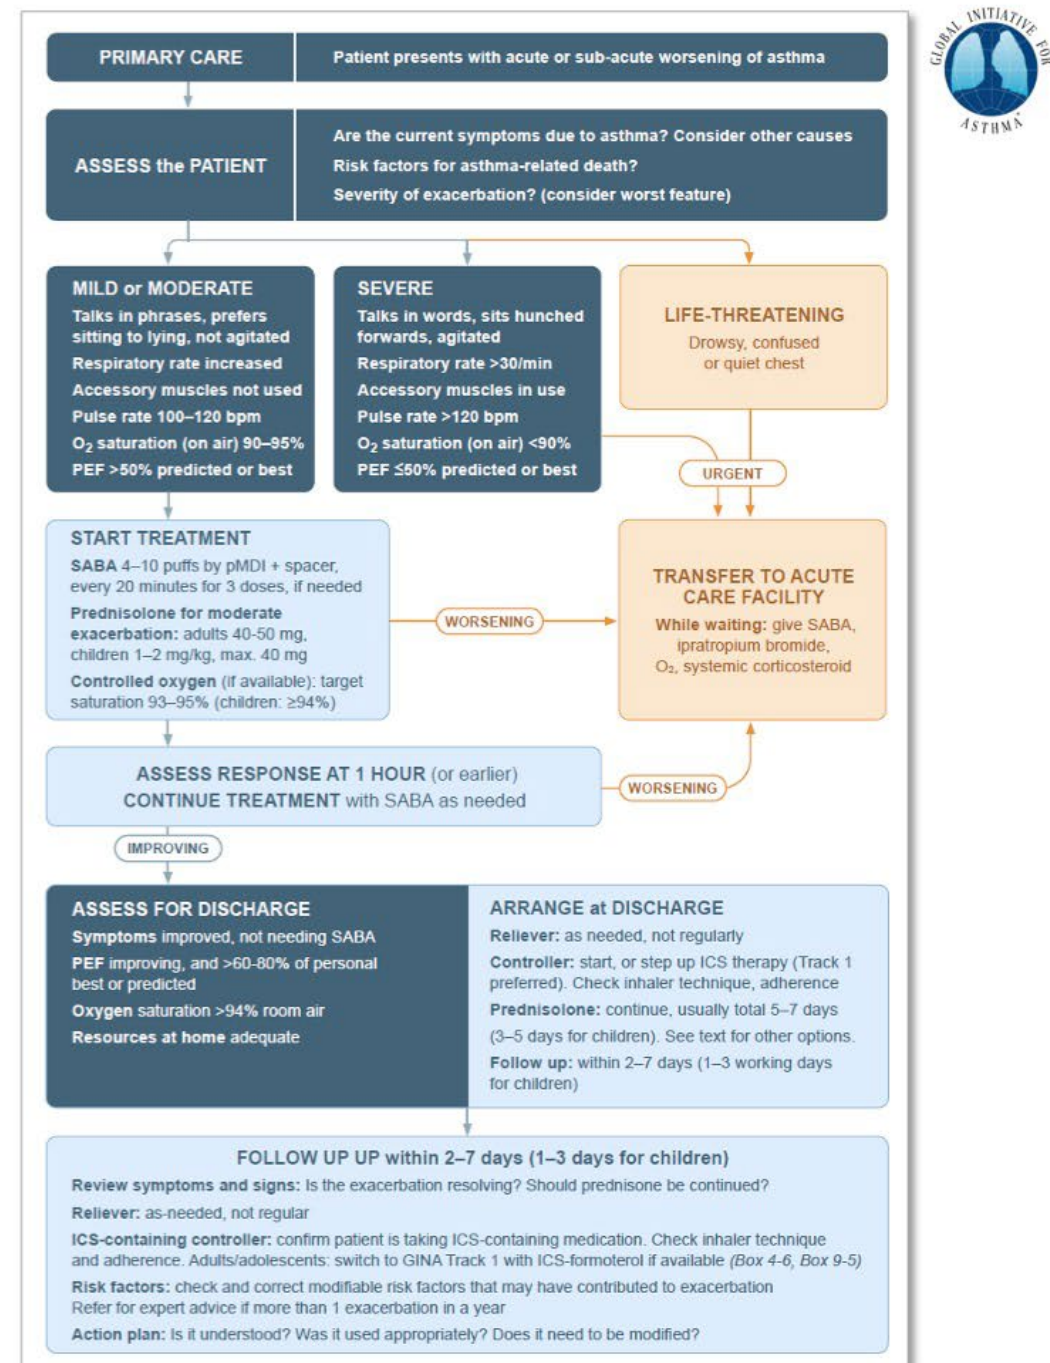 GLOBAL INITIATIVE FOR
ASTHMA
PRIMARY CARE
Patient presents with acute or sub-acute worsening of asthma
ASSESS the PATIENT
Are the current symptoms due to asthma? Consider other causes
Risk factors for asthma-related death?
Severity of exacerbation? (consider worst feature)
MILD or MODERATE
Talks in phrases, prefers
sitting to lying, not agitated
Respiratory rate increased
Accessory muscles not used
Pulse rate 100–120 bpm
O₂ saturation (on air) 90–95%
PEF >50% predicted or best
SEVERE
Talks in words, sits hunched
forwards, agitated
Respiratory rate >30/min
Accessory muscles in use
Pulse rate >120 bpm
O₂ saturation (on air) <90%
PEF ≤50% predicted or best
LIFE-THREATENING
Drowsy, confused
or quiet chest
URGENT
START TREATMENT
SABA 4–10 puffs by pMDI + spacer,
every 20 minutes for 3 doses, if needed
Prednisolone for moderate
exacerbation: adults 40-50 mg,
children 1–2 mg/kg, max. 40 mg
Controlled oxygen (if available): target
saturation 93–95% (children: ≥94%)
WORSENING
TRANSFER TO ACUTE
CARE FACILITY
While waiting: give SABA,
ipratropium bromide,
O₂, systemic corticosteroid
ASSESS RESPONSE AT 1 HOUR (or earlier)
CONTINUE TREATMENT with SABA as needed
WORSENING
IMPROVING
ASSESS FOR DISCHARGE
Symptoms improved, not needing SABA
PEF improving, and >60-80% of personal
best or predicted
Oxygen saturation >94% room air
Resources at home adequate
ARRANGE at DISCHARGE
Reliever: as needed, not regularly
Controller: start, or step up ICS therapy (Track 1
preferred). Check inhaler technique, adherence
Prednisolone: continue, usually total 5–7 days
(3–5 days for children). See text for other options.
Follow up: within 2–7 days (1–3 working days
for children)
FOLLOW UP UP within 2–7 days (1–3 days for children)
Review symptoms and signs: Is the exacerbation resolving? Should prednisone be continued?
Reliever: as-needed, not regular
ICS-containing controller: confirm patient is taking ICS-containing medication. Check inhaler technique
and adherence. Adults/adolescents: switch to GINA Track 1 with ICS-formoterol if available (Box 4-6, Box 9-5)
Risk factors: check and correct modifiable risk factors that may have contributed to exacerbation
Refer for expert advice if more than 1 exacerbation in a year
Action plan: Is it understood? Was it used appropriately? Does it need to be modified?